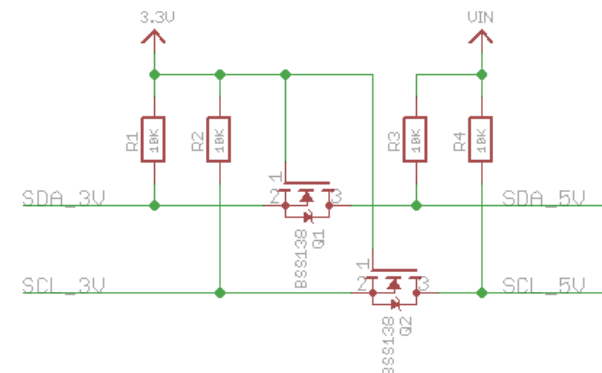 3.3V
VIN
R1
10K
R2
10K
R3
10K
R4
10K
1
SDA_3V
2
3
SDA_5V
BSS138
Q1
1
SCL_3V
2
3
SCL_5V
BSS138
Q2